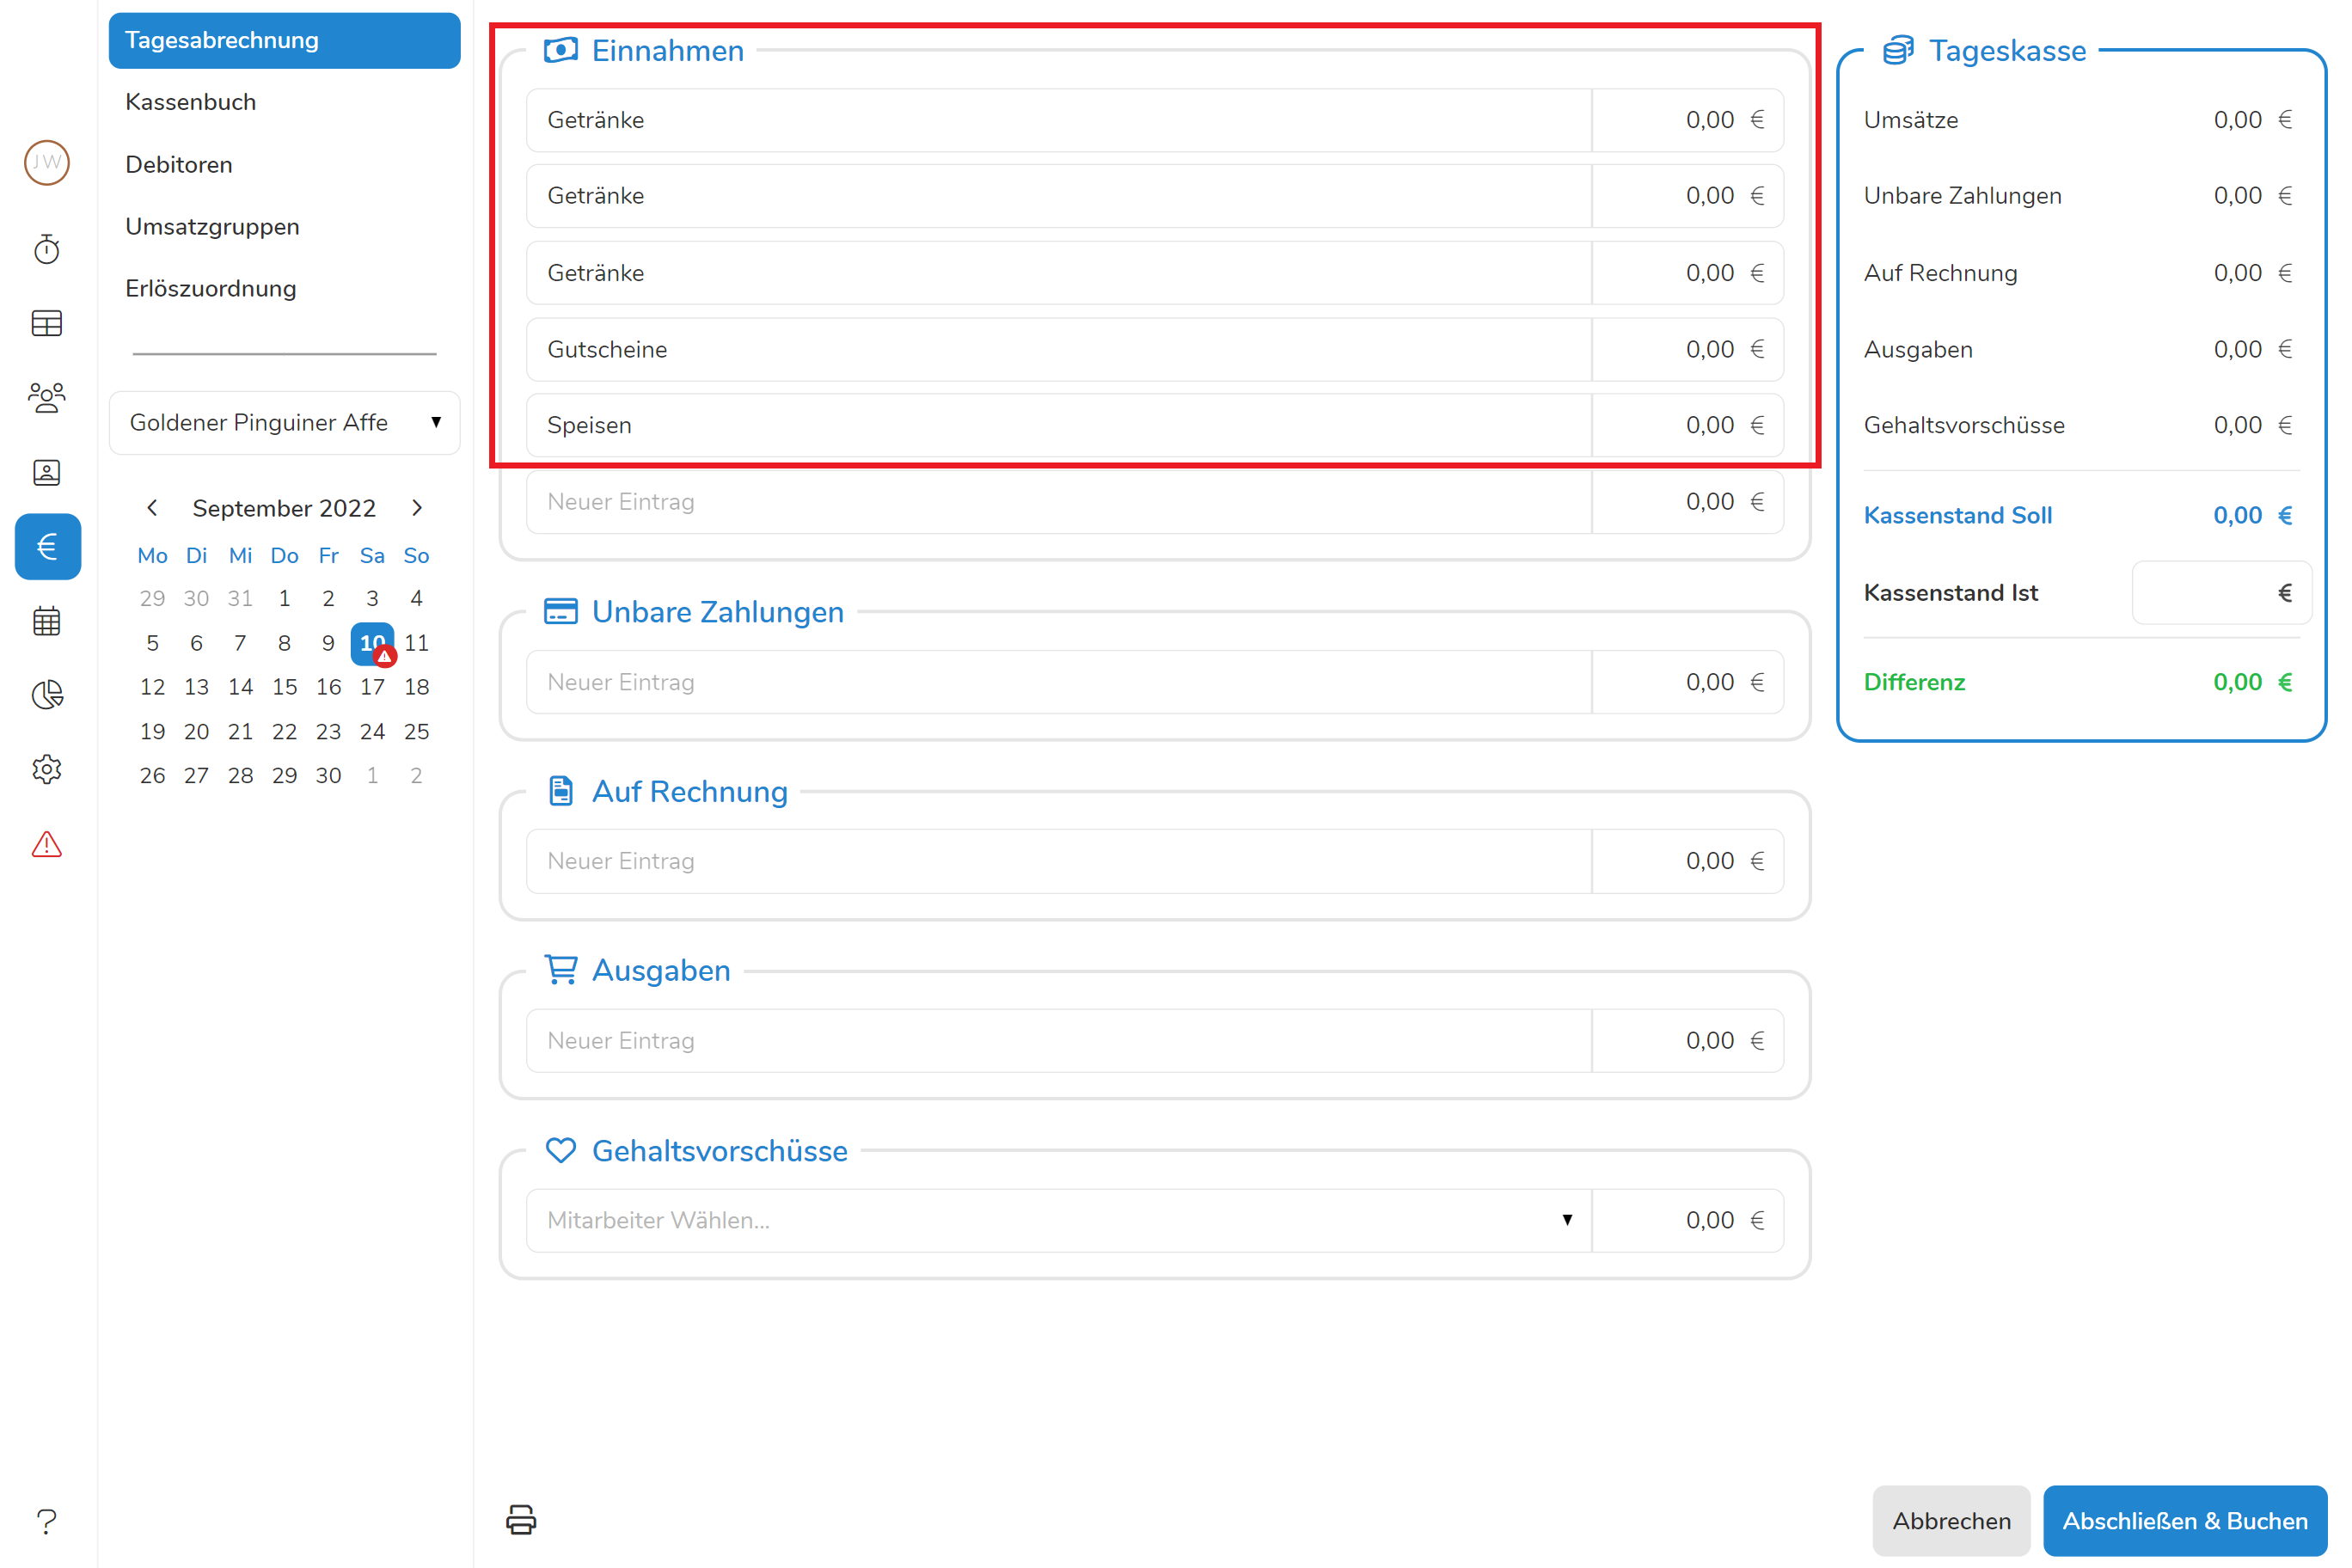 JW
?
Tagesabrechnung
Kassenbuch
Debitoren
Umsatzgruppen
Erlöszuordnung
Goldener Pinguiner Affe
September 2022
Mo Di Mi Do Fr Sa So
29 30 31 1 2 3 4
5 6 7 8 9 10 11
12 13 14 15 16 17 18
19 20 21 22 23 24 25
26 27 28 29 30 1 2
Einnahmen
Getränke 0,00 €
Getränke 0,00 €
Getränke 0,00 €
Gutscheine 0,00 €
Speisen 0,00 €
Neuer Eintrag 0,00 €
Unbare Zahlungen
Neuer Eintrag 0,00 €
Auf Rechnung
Neuer Eintrag 0,00 €
Ausgaben
Neuer Eintrag 0,00 €
Gehaltsvorschüsse
Mitarbeiter Wählen... 0,00 €
Tageskasse
Umsätze 0,00 €
Unbare Zahlungen 0,00 €
Auf Rechnung 0,00 €
Ausgaben 0,00 €
Gehaltsvorschüsse 0,00 €
Kassenstand Soll 0,00 €
Kassenstand Ist €
Differenz 0,00 €
Abbrechen
Abschließen & Buchen